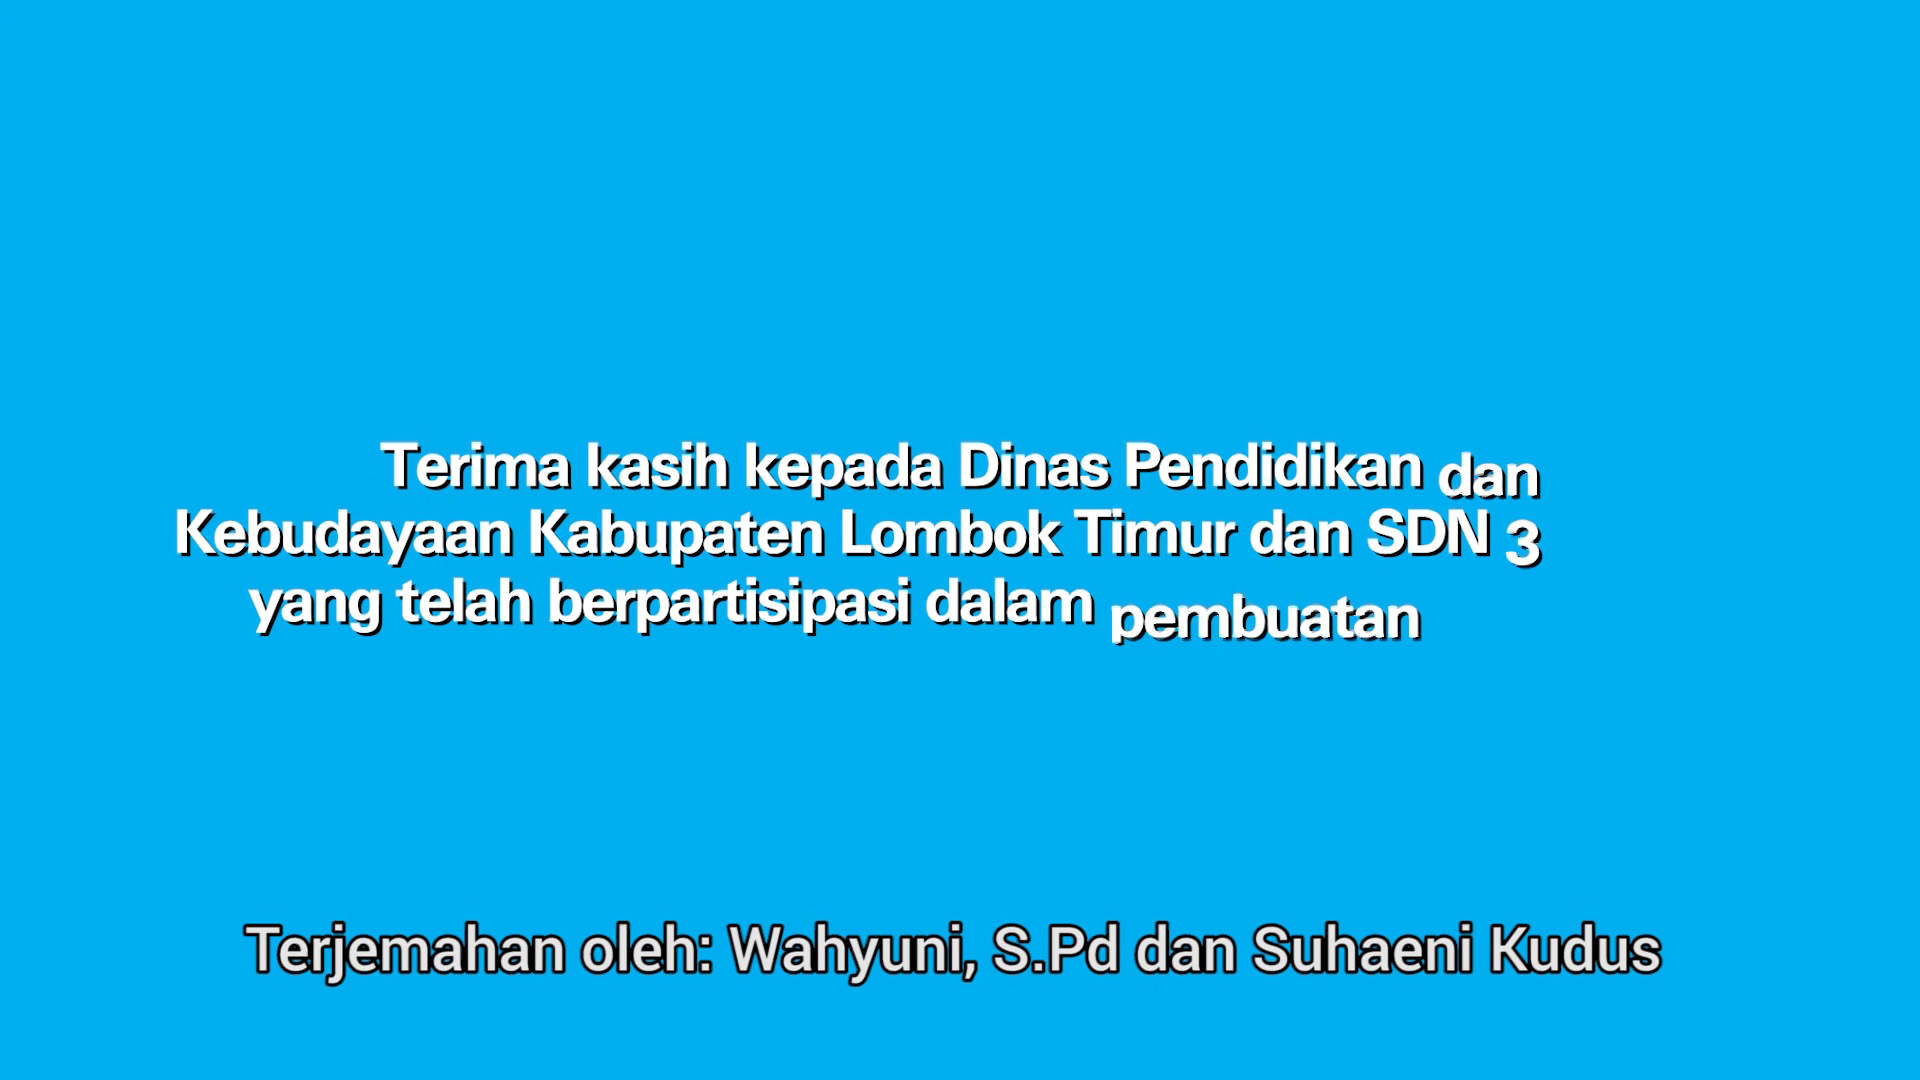 Terima kasih kepada Dinas Pendidikan dan
Kebudayaan Kabupaten Lombok Timur dan SDN 3
yang telah berpartisipasi dalam pembuatan
Terjemahan oleh: Wahyuni, S.Pd dan Suhaeni Kudus